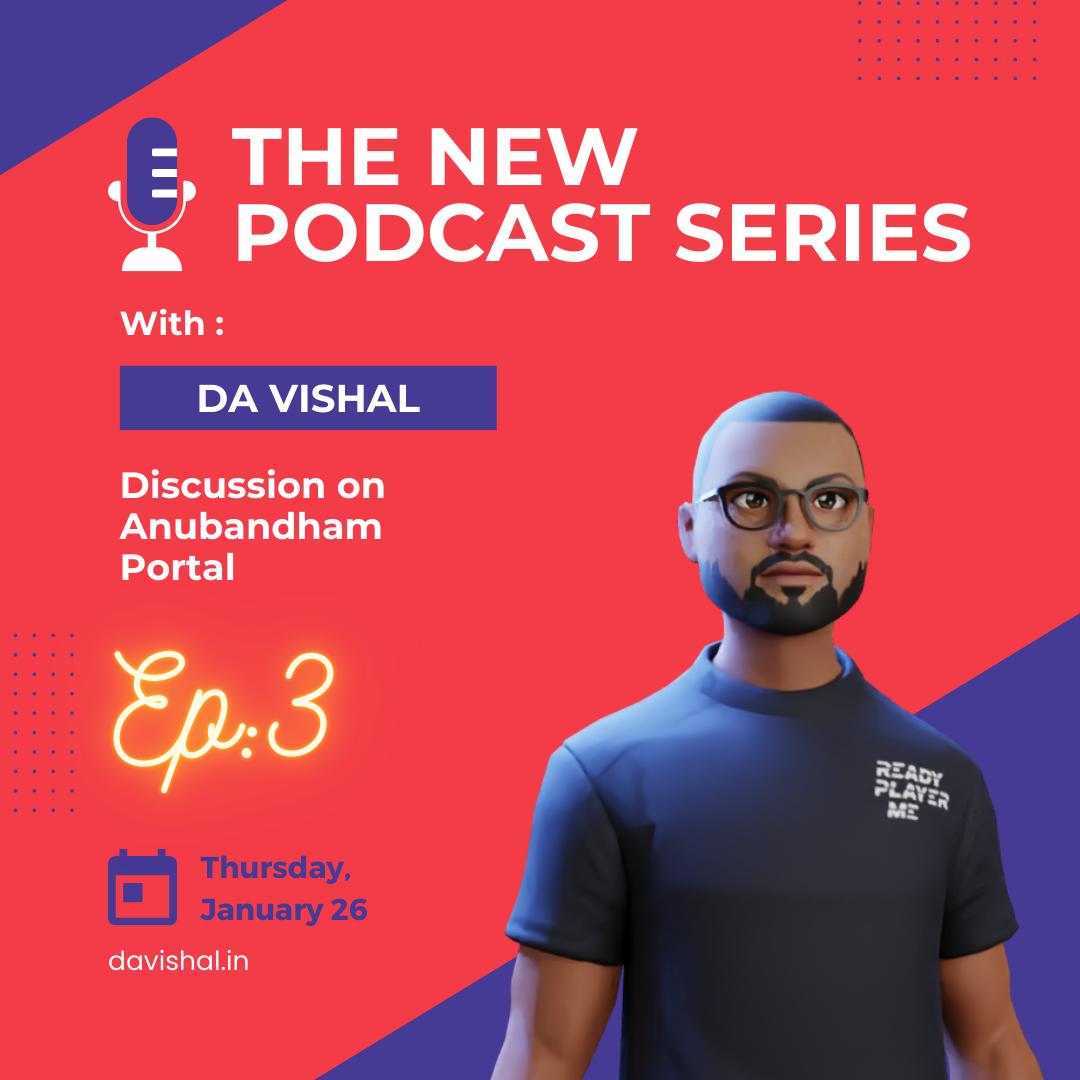 THE NEW
PODCAST SERIES
With :
DA VISHAL
Discussion on
Anubandham
Portal
Ep:3
READY
PLAYER
ME
Thursday,
January 26
davishal.in